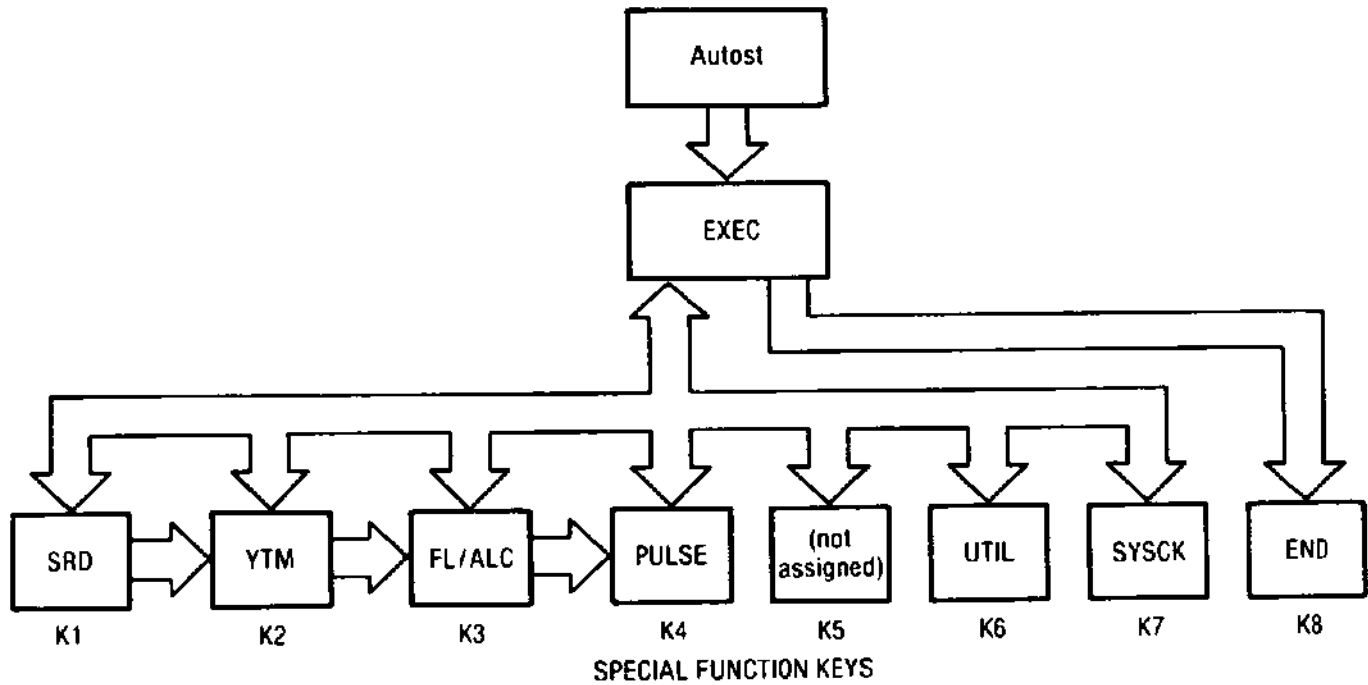 Autost
EXEC
SRD
YTM
FL/ALC
PULSE
(not
assigned)
UTIL
SYSCK
END
K1
K2
K3
K4
K5
K6
K7
K8
SPECIAL FUNCTION KEYS